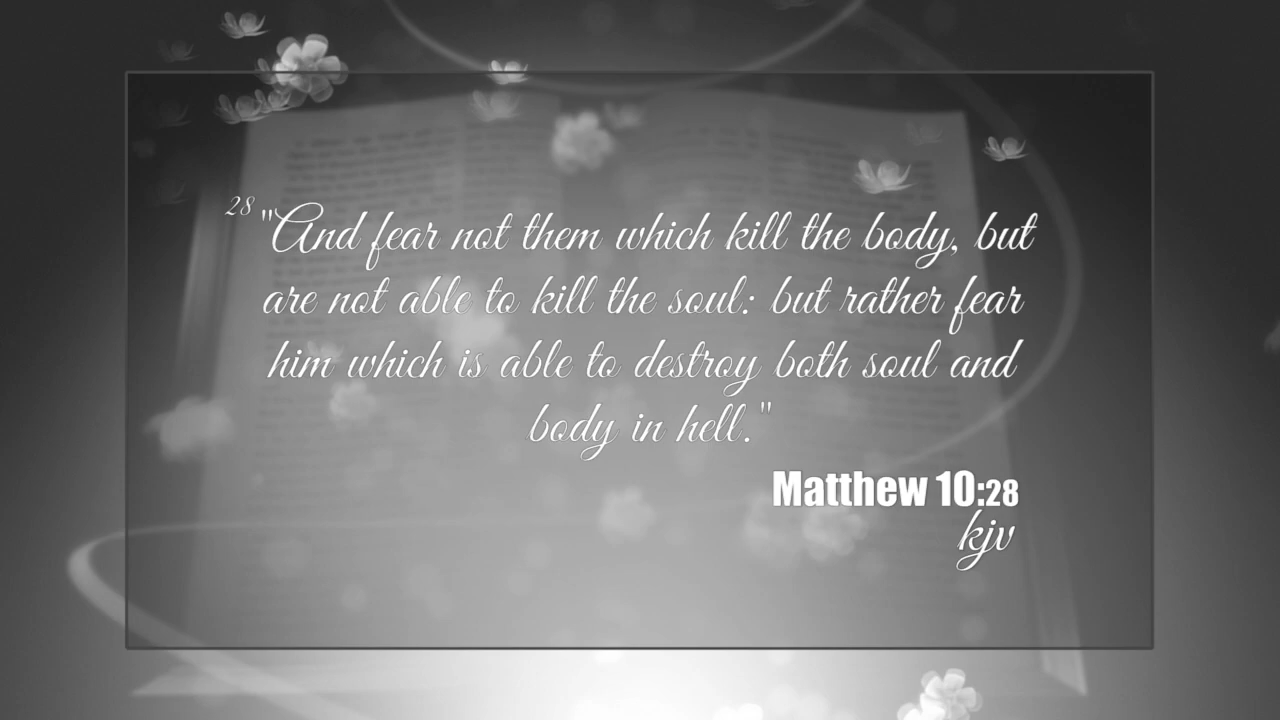 28 "And fear not them which kill the body, but
are not able to kill the soul: but rather fear
him which is able to destroy both soul and
body in hell."
Matthew 10:28
kjv